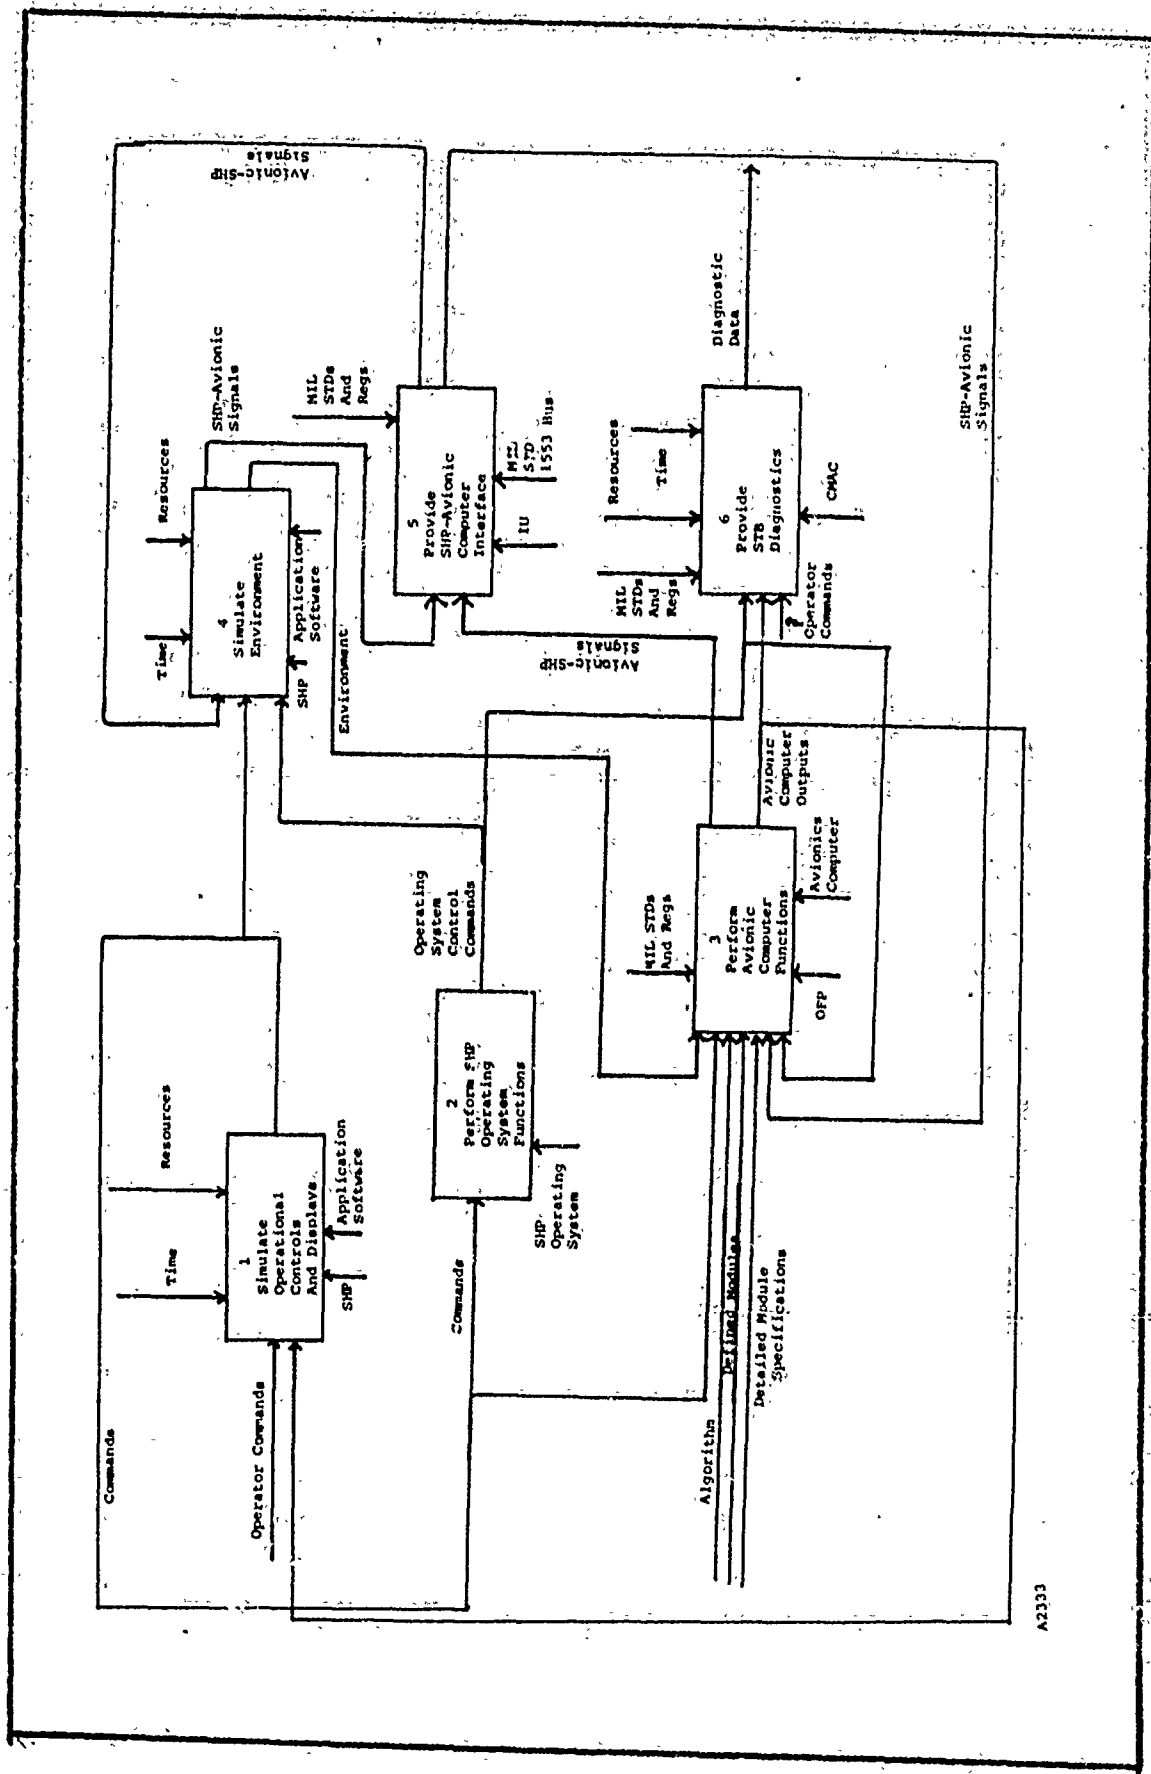 Commands
Operator Commands
Time
Resources
1
Simulate
Operational
Controls
And Displays
SHP
Application
Software
Commands
2
Perform SHP
Operating
System
Functions
SHP
Operating
System
Operating
System
Control
Commands
Algorithm
Defined Modules
Detailed Module
Specifications
MIL STDs
And Regs
3
Perform
Avionic
Computer
Functions
OFP
Avionics
Computer
Avionic
Computer
Outputs
Time
Resources
4
Simulate
Environment
SHP
Application
Software
Environment
SHP-Avionic
Signals
Avionic-SHP
Signals
MIL
STDs
And
Regs
5
Provide
SHP-Avionic
Computer
Interface
IU
MIL
STD
1553 Bus
Avionic-SHP
Signals
MIL
STDs
And
Regs
Resources
Time
6
Provide
STB
Diagnostics
Operator
Commands
CMAC
Diagnostic
Data
SHP-Avionic
Signals
A2333